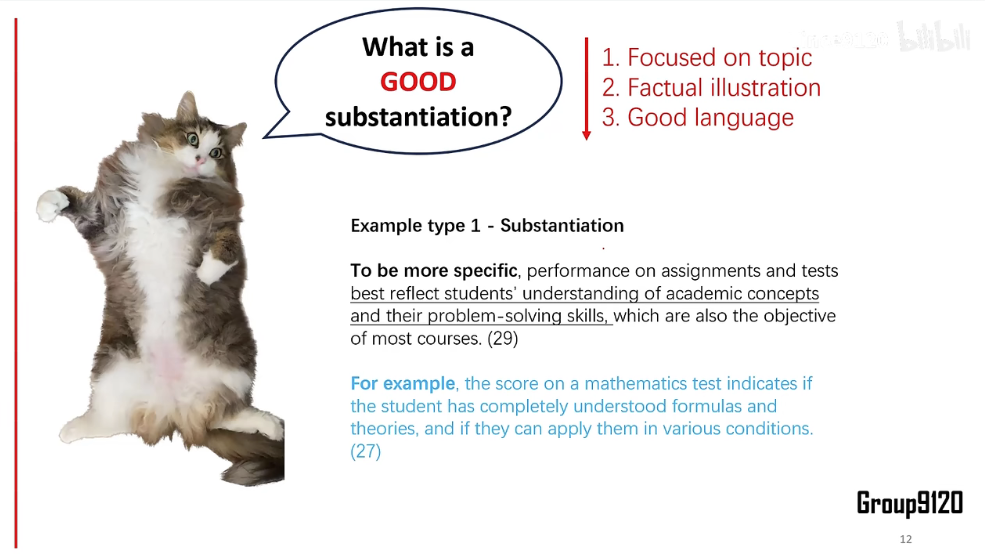 What is a
GOOD
substantiation?
1. Focused on topic
2. Factual illustration
3. Good language
bilibili
Example type 1 - Substantiation
To be more specific, performance on assignments and tests
best reflect students' understanding of academic concepts
and their problem-solving skills, which are also the objective
of most courses. (29)
For example, the score on a mathematics test indicates if
the student has completely understood formulas and
theories, and if they can apply them in various conditions.
(27)
Group9120
12